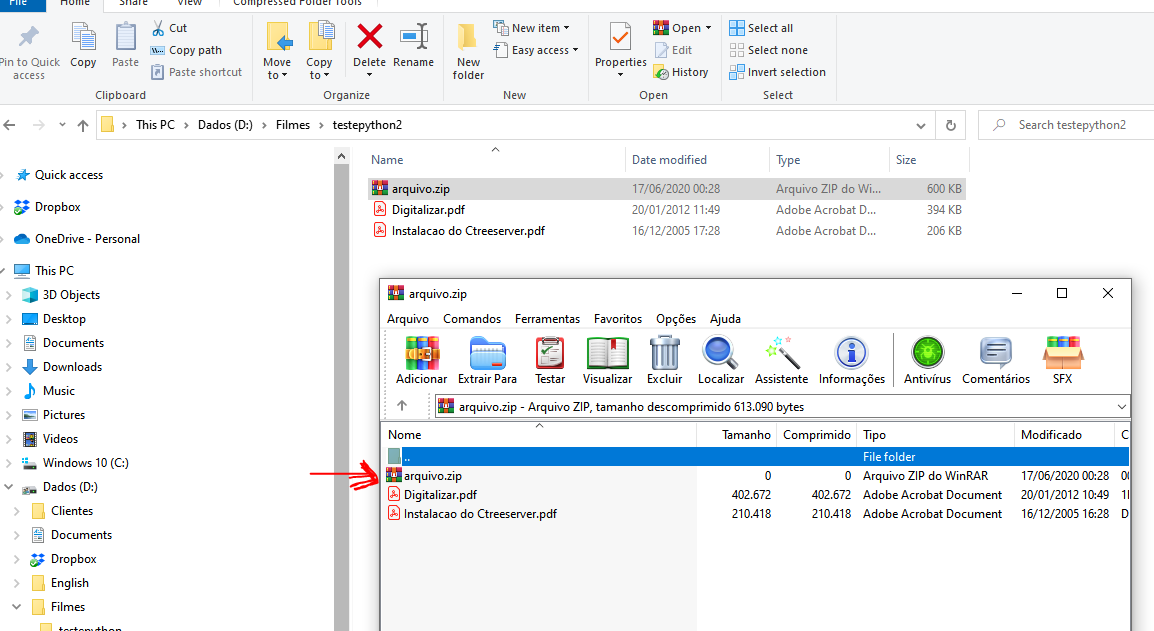 File Home Share View Compressed Folder Tools
Pin to Quick access
Copy
Paste
Cut
Copy path
Paste shortcut
Clipboard
Move to
Copy to
Delete
Rename
Organize
New folder
New item
Easy access
New
Properties
Open
Edit
History
Open
Select all
Select none
Invert selection
Select
This PC > Dados (D:) > Filmes > testepython2
Search testepython2
Name Date modified Type Size
arquivo.zip 17/06/2020 00:28 Arquivo ZIP do Wi... 600 KB
Digitalizar.pdf 20/01/2012 11:49 Adobe Acrobat D... 394 KB
Instalacao do Ctreeserver.pdf 16/12/2005 17:28 Adobe Acrobat D... 206 KB
Quick access
Dropbox
OneDrive - Personal
This PC
3D Objects
Desktop
Documents
Downloads
Music
Pictures
Videos
Windows 10 (C:)
Dados (D:)
Clientes
Documents
Dropbox
English
Filmes
testepython
arquivo.zip
Arquivo Comandos Ferramentas Favoritos Opções Ajuda
Adicionar Extrair Para Testar Visualizar Excluir Localizar Assistente Informações Antivírus Comentários SFX
arquivo.zip - Arquivo ZIP, tamanho descomprimido 613.090 bytes
Nome Tamanho Comprimido Tipo Modificado C
.. File folder
arquivo.zip 0 0 Arquivo ZIP do WinRAR 17/06/2020 00:28 00
Digitalizar.pdf 402.672 402.672 Adobe Acrobat Document 20/01/2012 10:49
Instalacao do Ctreeserver.pdf 210.418 210.418 Adobe Acrobat Document 16/12/2005 16:28 D